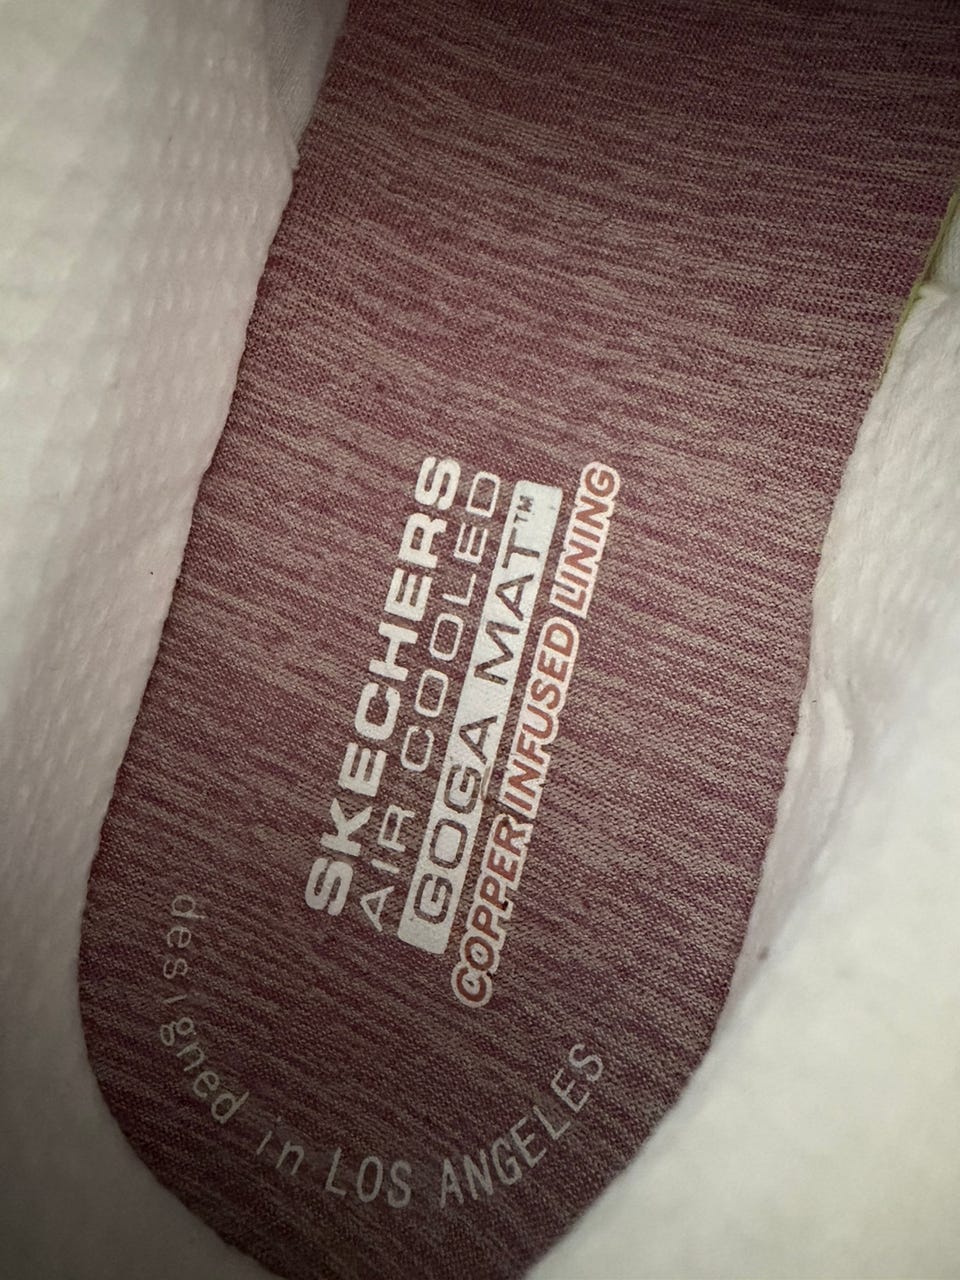 SKECHERS
AIR COOLED
GOGA MAT™
COPPER INFUSED LINING
designed in LOS ANGELES